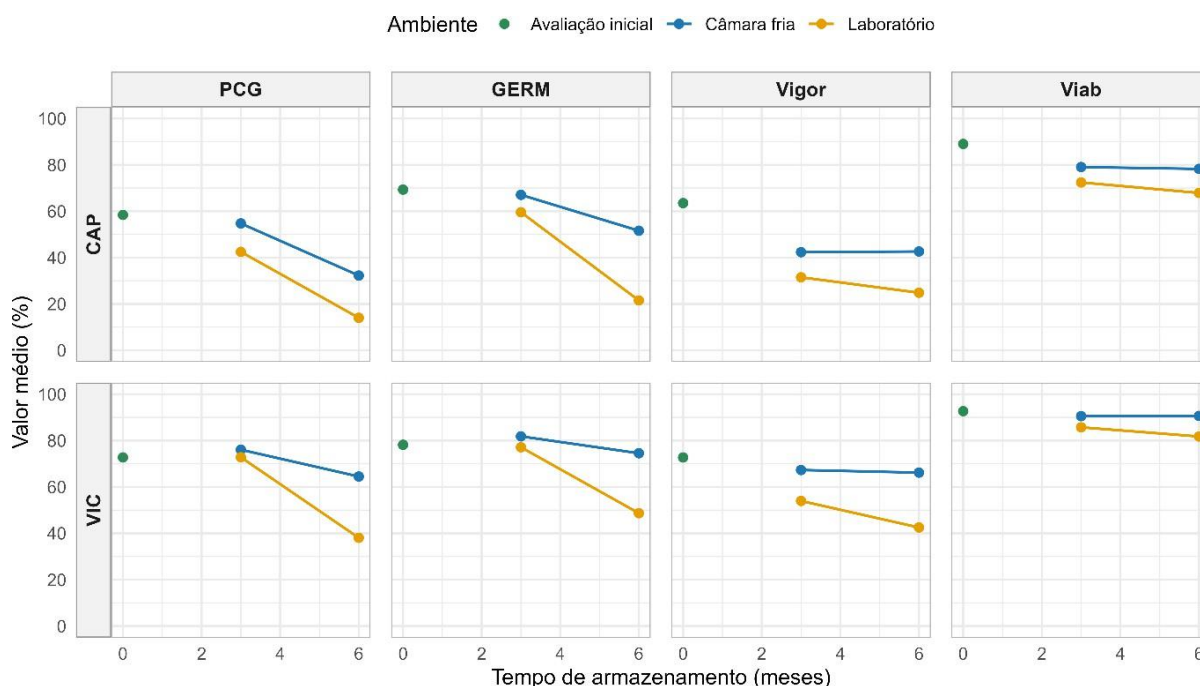 Ambiente Avaliação inicial Câmara fria Laboratório
PCG GERM Vigor Viab
Valor médio (%)
CAP
100
80
60
40
20
0
VIC
100
80
60
40
20
0
0 2 4 6 0 2 4 6 0 2 4 6 0 2 4 6
Tempo de armazenamento (meses)